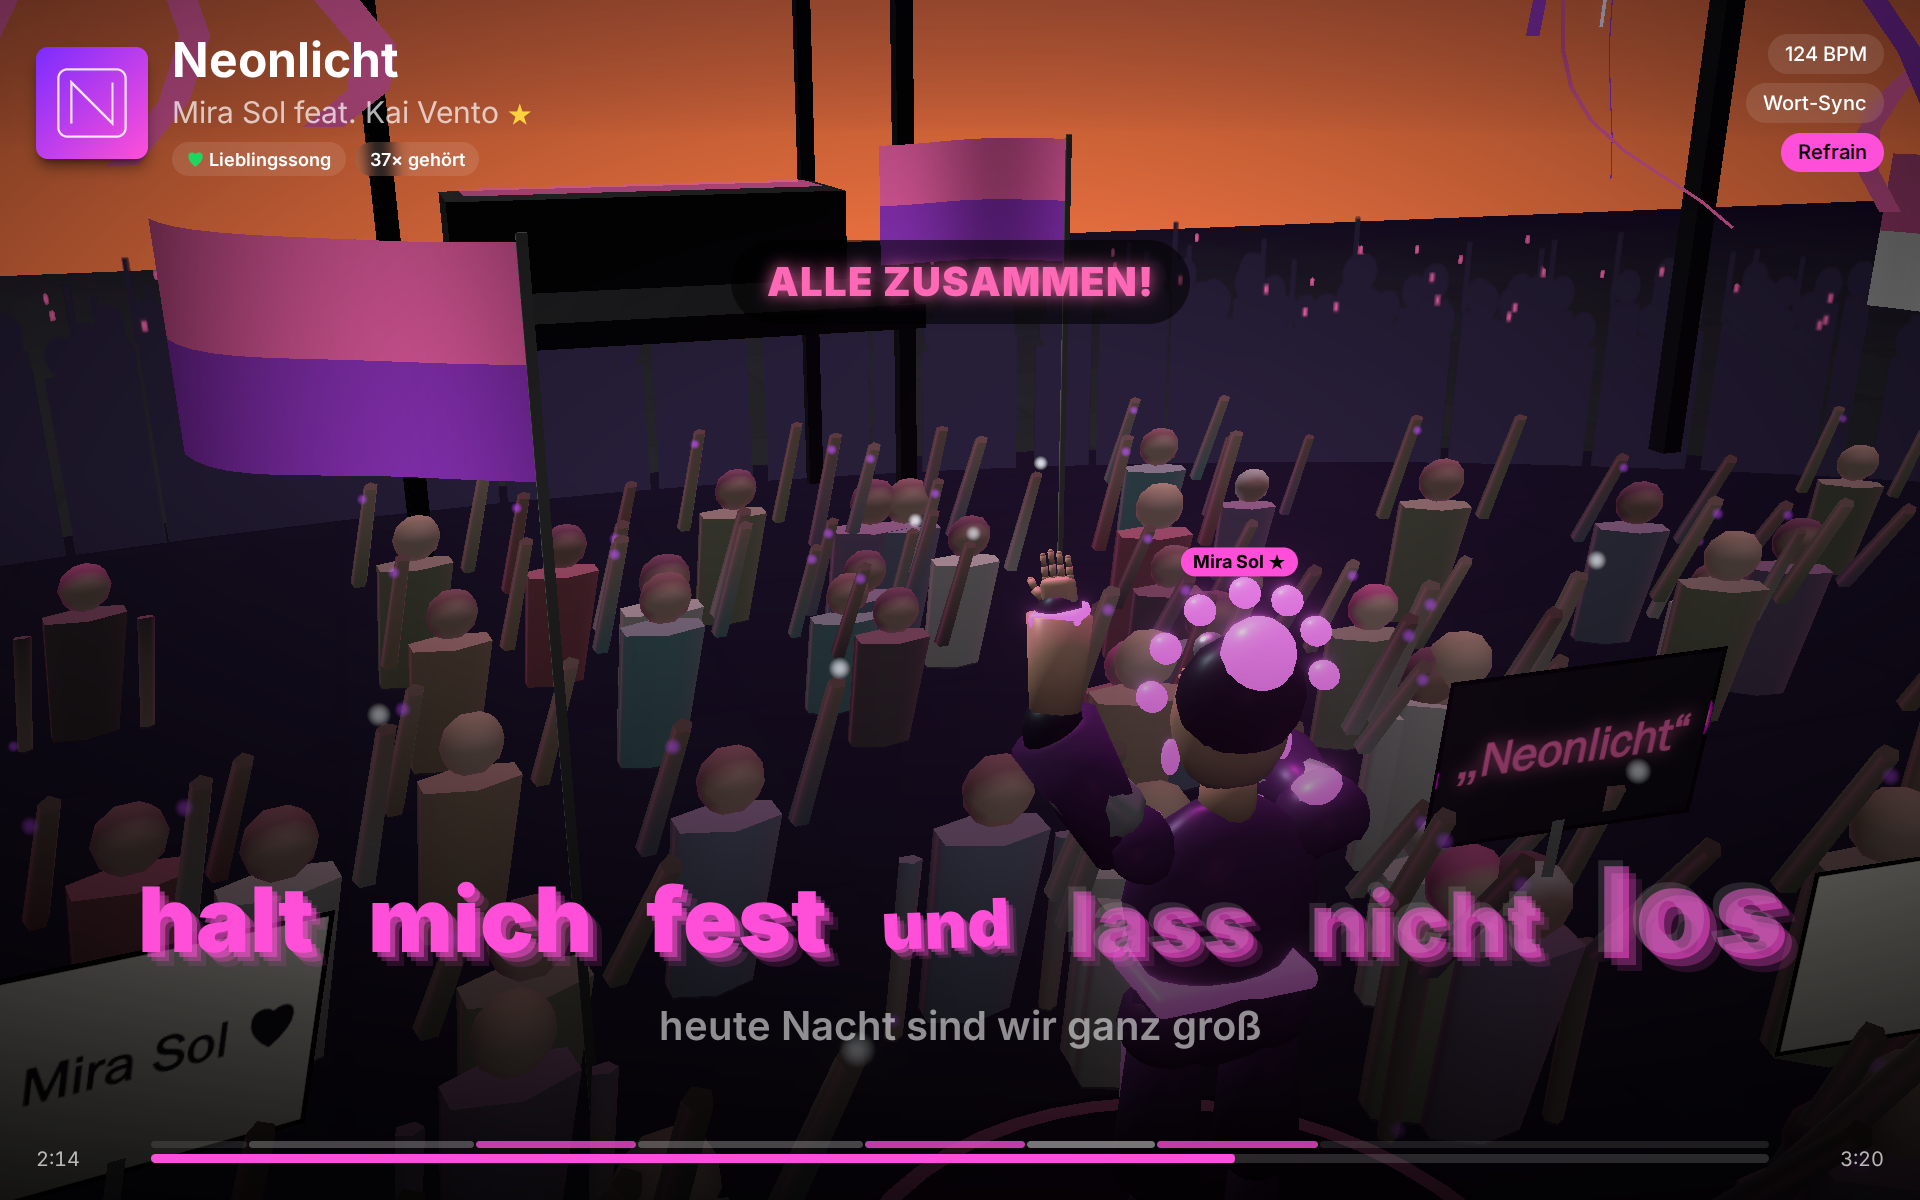 N
Neonlicht
Mira Sol feat. Kai Vento ★
Lieblingssong
37× gehört
124 BPM
Wort-Sync
Refrain
ALLE ZUSAMMEN!
Mira Sol ★
„Neonlicht“
halt mich fest und lass nicht los
heute Nacht sind wir ganz groß
Mira Sol ♥
2:14
3:20